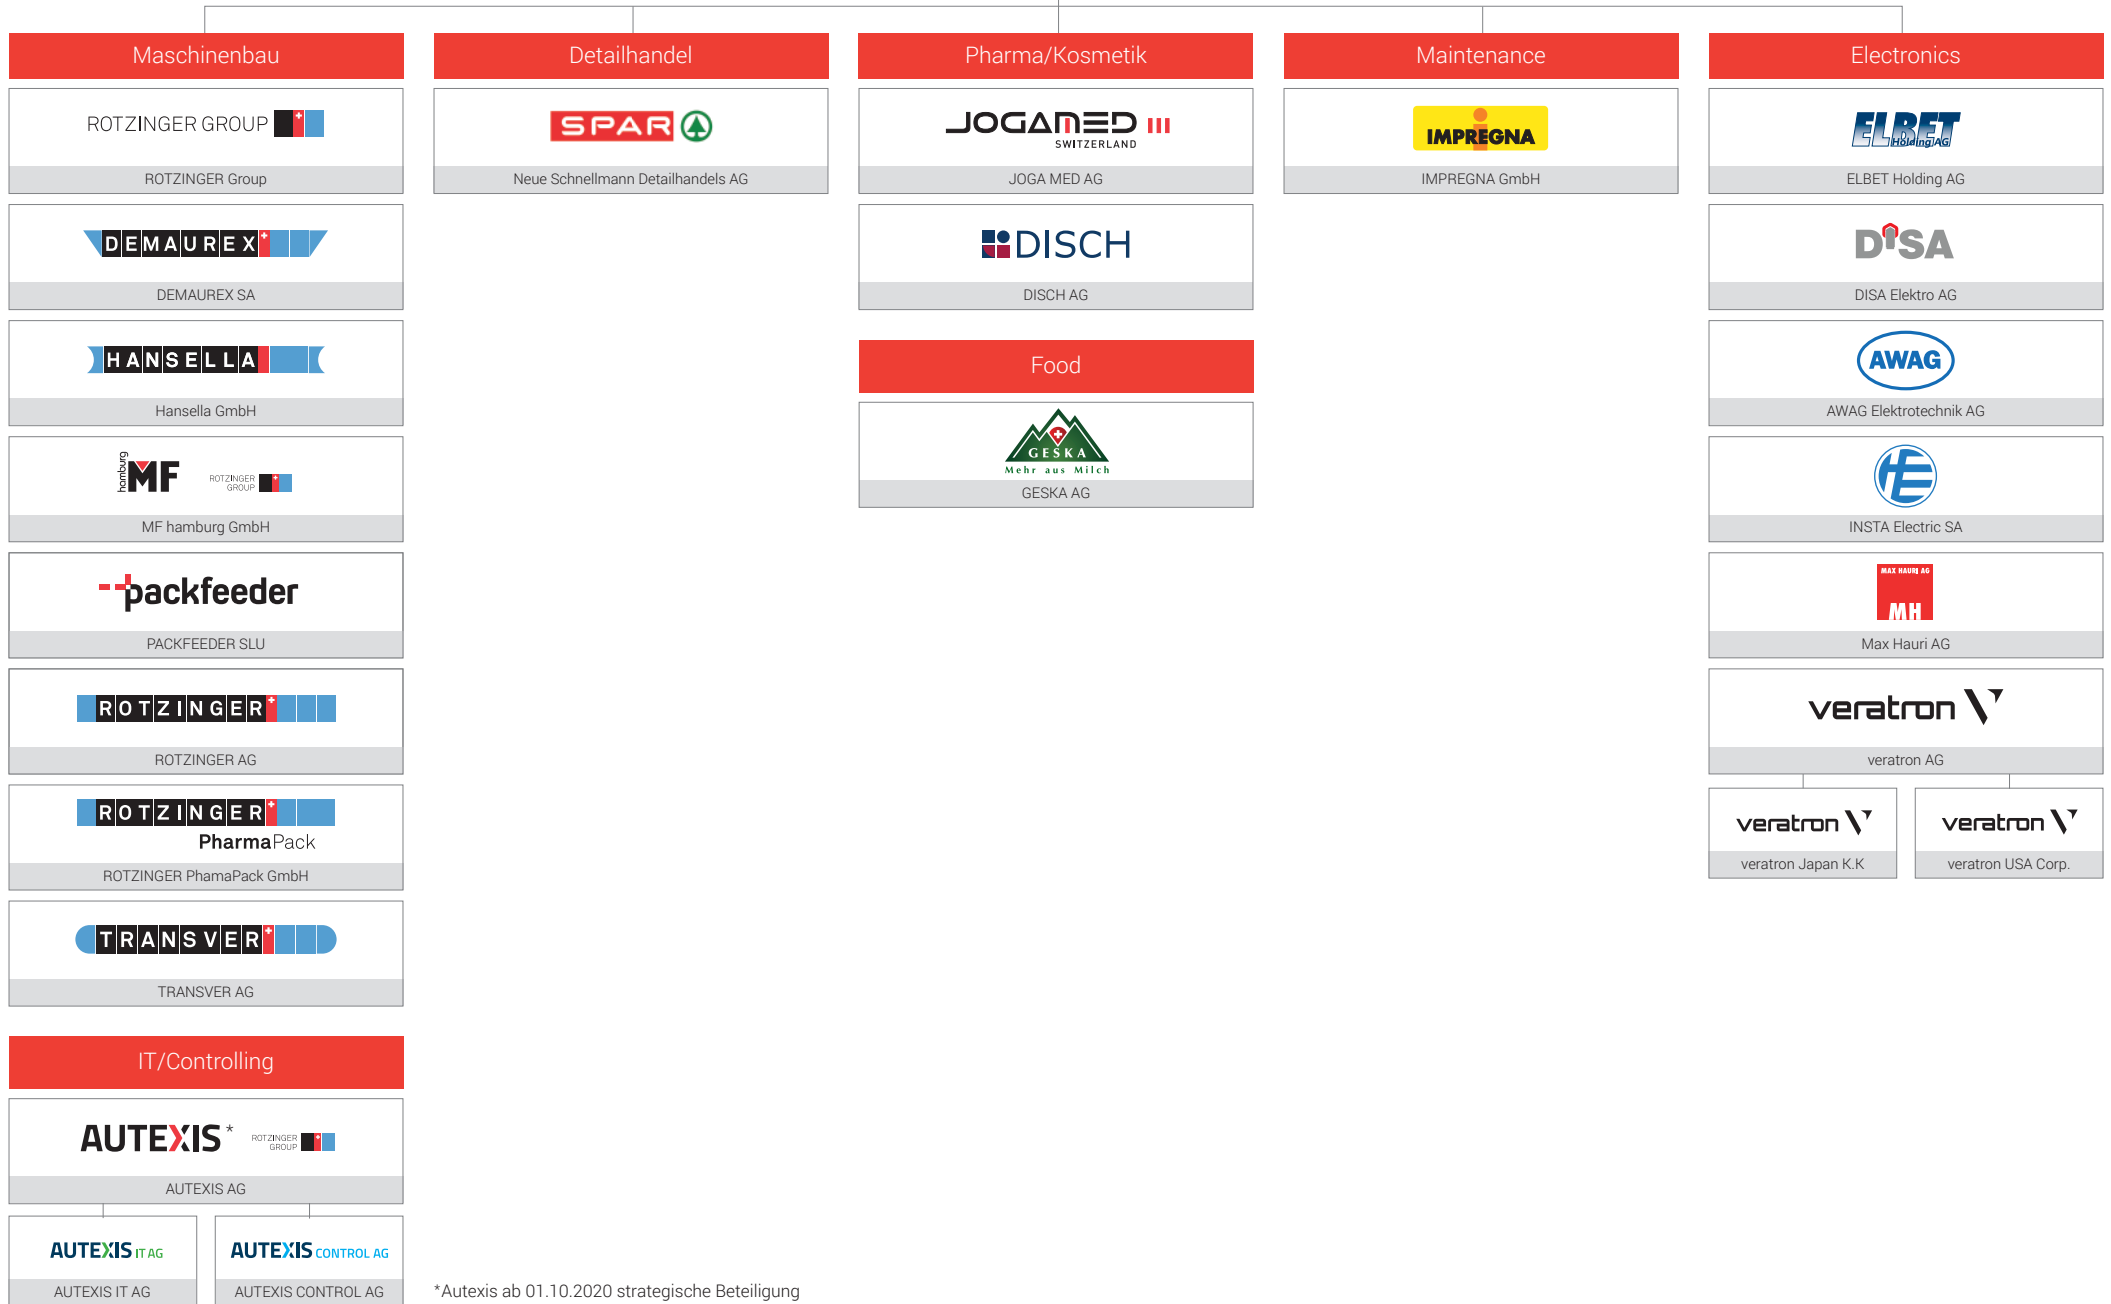 Maschinenbau
ROTZINGER GROUP
ROTZINGER Group
DEMAUREX
DEMAUREX SA
HANSELLA
Hansella GmbH
hamburg MF
ROTZINGER
GROUP
MF hamburg GmbH
packfeeder
PACKFEEDER SLU
ROTZINGER
ROTZINGER AG
ROTZINGER
PharmaPack
ROTZINGER PhamaPack GmbH
TRANSVER
TRANSVER AG
IT/Controlling
AUTEXIS *
ROTZINGER
GROUP
AUTEXIS AG
AUTEXIS IT AG
AUTEXIS IT AG
AUTEXIS CONTROL AG
AUTEXIS CONTROL AG
Detailhandel
SPAR
Neue Schnellmann Detailhandels AG
Pharma/Kosmetik
JOGAMED
SWITZERLAND
JOGA MED AG
DISCH
DISCH AG
Food
GESKA
Mehr aus Milch
GESKA AG
Maintenance
IMPREGNA
IMPREGNA GmbH
Electronics
ELBET
Holding AG
ELBET Holding AG
DISA
DISA Elektro AG
AWAG
AWAG Elektrotechnik AG
INSTA Electric SA
MAX HAURI AG
MH
Max Hauri AG
veratron
veratron AG
veratron
veratron Japan K.K
veratron
veratron USA Corp.
*Autexis ab 01.10.2020 strategische Beteiligung